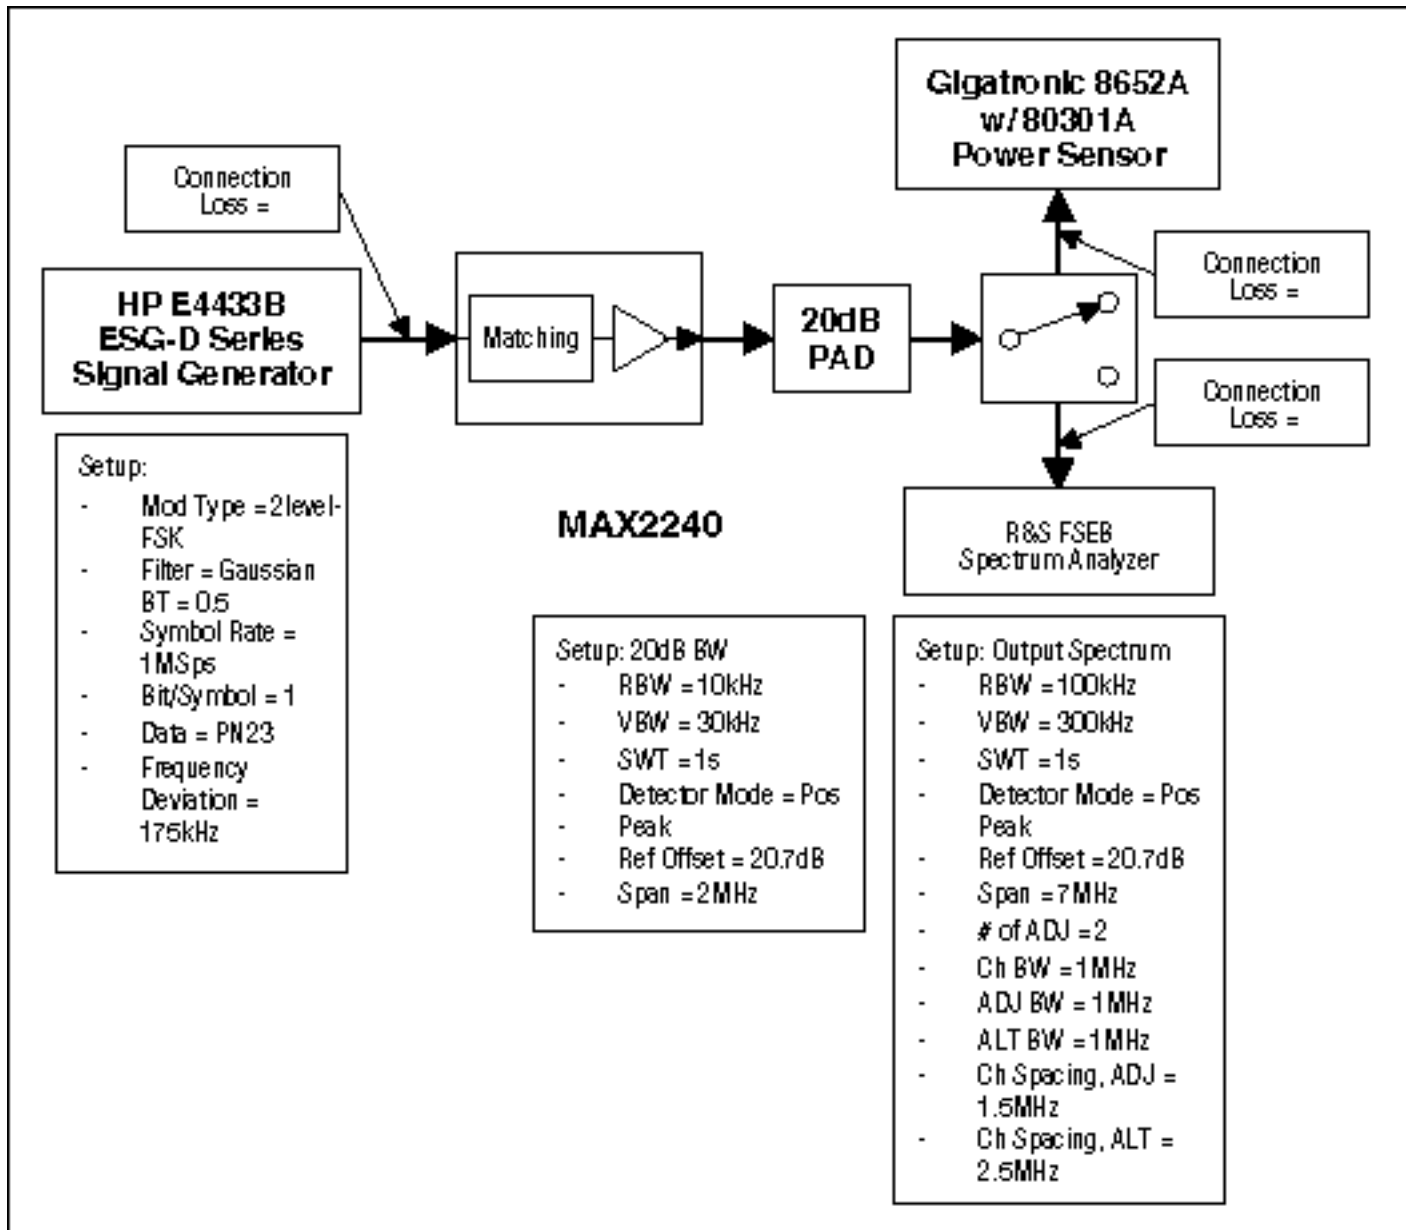 Gigatronic 8652A
w/80301A
Power Sensor
Connection
Loss =
Connection
Loss =
HP E4433B
ESG-D Series
Signal Generator
Matching
20dB
PAD
Connection
Loss =
Setup:
- Mod Type = 2level-
FSK
- Filter = Gaussian
BT = 0.5
- Symbol Rate =
1MSps
- Bit/Symbol = 1
- Data = PN23
- Frequency
Deviation =
175kHz
MAX2240
R&S FSEB
Spectrum Analyzer
Setup: 20dB BW
- RBW = 10kHz
- VBW = 30kHz
- SWT = 1s
- Detector Mode = Pos
- Peak
- Ref Offset = 20.7dB
- Span = 2MHz
Setup: Output Spectrum
- RBW = 100kHz
- VBW = 300kHz
- SWT = 1s
- Detector Mode = Pos
Peak
- Ref Offset = 20.7dB
- Span = 7MHz
- # of ADJ = 2
- Ch BW = 1MHz
- ADJ BW = 1MHz
- ALT BW = 1MHz
- Ch Spacing, ADJ =
1.5MHz
- Ch Spacing, ALT =
2.5MHz